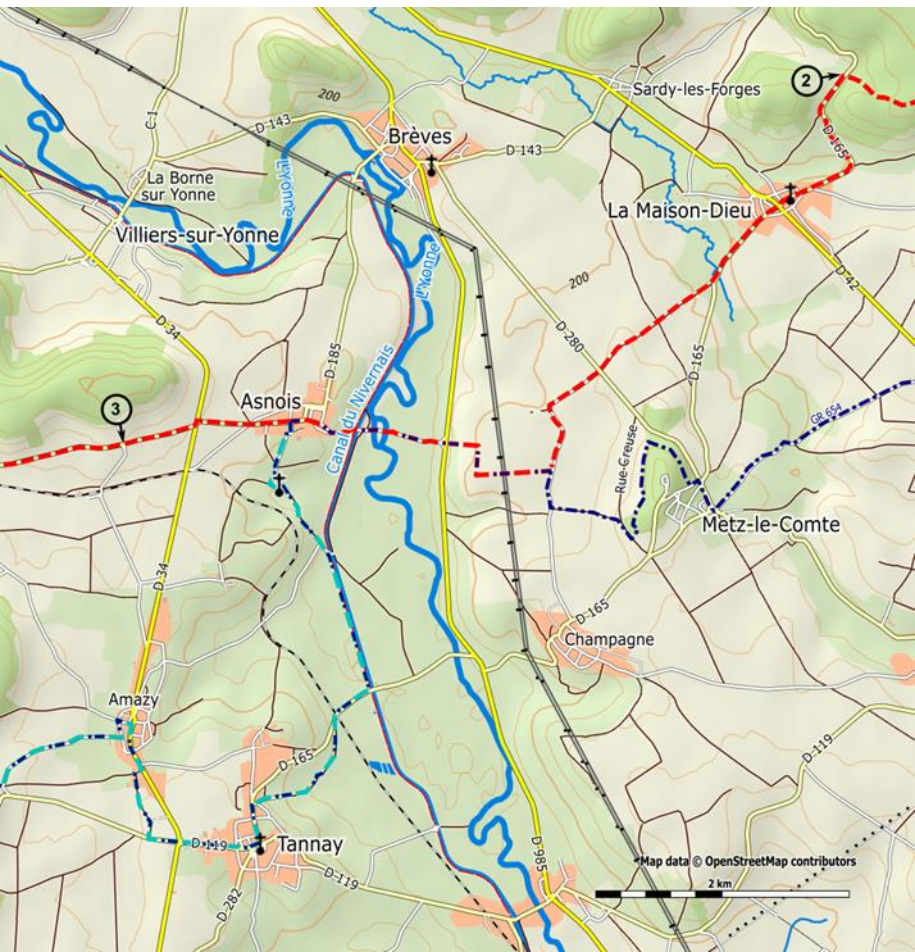 2
Sardy-les-Forges
200
C 1
D 143
Brèves
D 143
D 165
La Borne
sur Yonne
L'Yonne
La Maison-Dieu
Villiers-sur-Yonne
L'Yonne
200
D 42
D 34
D 280
D 185
D 165
Canal du Nivernais
Asnois
3
GR 654
Rue-Creuse
Metz-le-Comte
D 34
D 165
Champagne
Amazy
D 165
D 119
D 119
Tannay
D 119
D 985
D 282
Map data © OpenStreetMap contributors
2 km